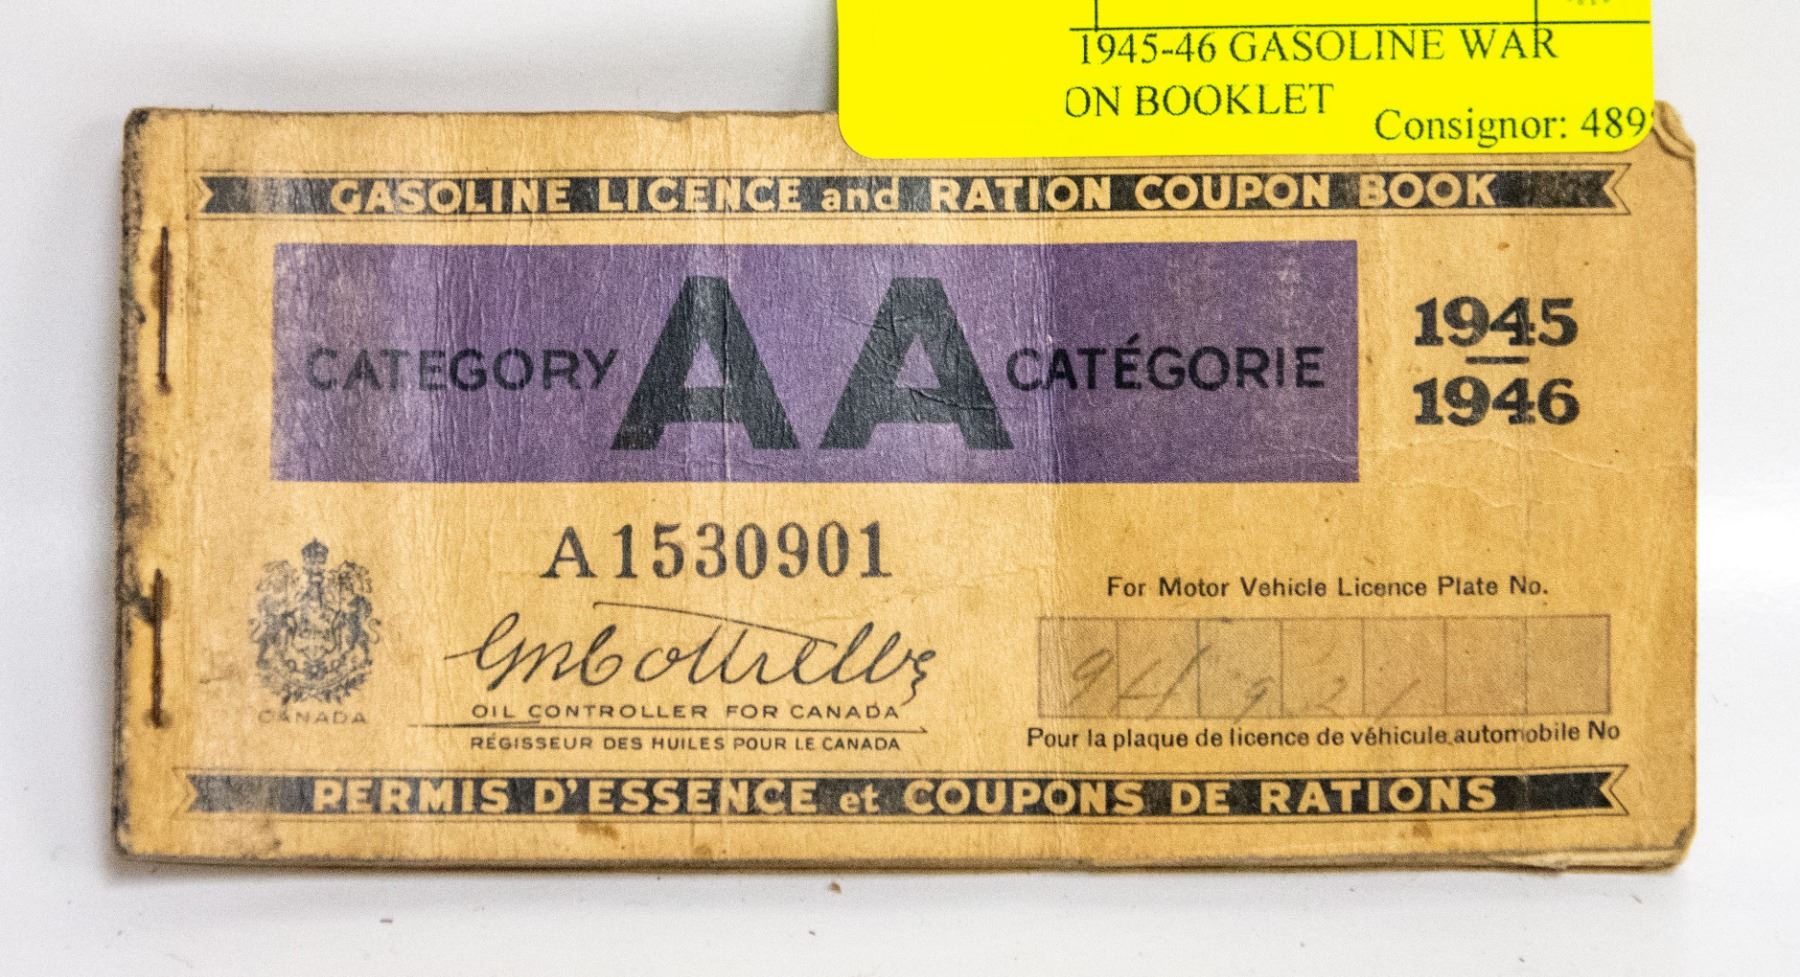 1945-46 GASOLINE WAR
ON BOOKLET
Consignor: 489
GASOLINE LICENCE and RATION COUPON BOOK
CATEGORY AA CATÉGORIE
1945
1946
A1530901
CANADA
OIL CONTROLLER FOR CANADA
RÉGISSEUR DES HUILES POUR LE CANADA
For Motor Vehicle Licence Plate No.
94 921
Pour la plaque de licence de véhicule automobile No
PERMIS D'ESSENCE et COUPONS DE RATIONS